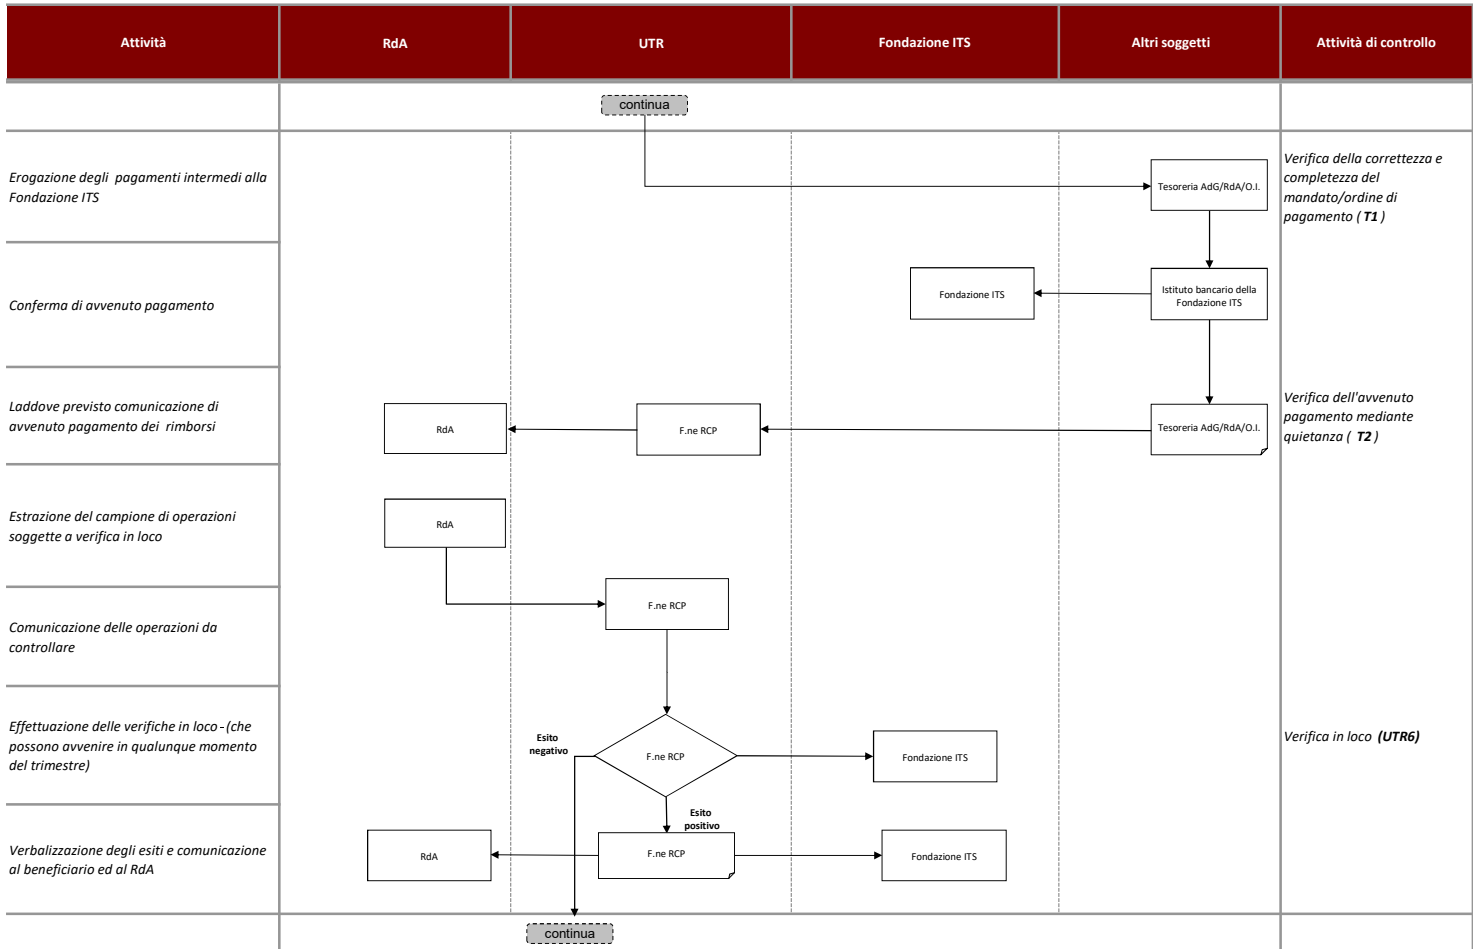 Attività
RdA
UTR
Fondazione ITS
Altri soggetti
Attività di controllo
continua
Erogazione degli pagamenti intermedi alla
Fondazione ITS
Tesoreria AdG/RdA/O.I.
Verifica della correttezza e
completezza del
mandato/ordine di
pagamento ( T1 )
Conferma di avvenuto pagamento
Fondazione ITS
Istituto bancario della
Fondazione ITS
Laddove previsto comunicazione di
avvenuto pagamento dei rimborsi
RdA
F.ne RCP
Tesoreria AdG/RdA/O.I.
Verifica dell'avvenuto
pagamento mediante
quietanza ( T2 )
Estrazione del campione di operazioni
soggette a verifica in loco
RdA
Comunicazione delle operazioni da
controllare
F.ne RCP
Effettuazione delle verifiche in loco - (che
possono avvenire in qualunque momento
del trimestre)
Esito
negativo
F.ne RCP
Fondazione ITS
Verifica in loco (UTR6)
Esito
positivo
Verbalizzazione degli esiti e comunicazione
al beneficiario ed al RdA
RdA
F.ne RCP
Fondazione ITS
continua